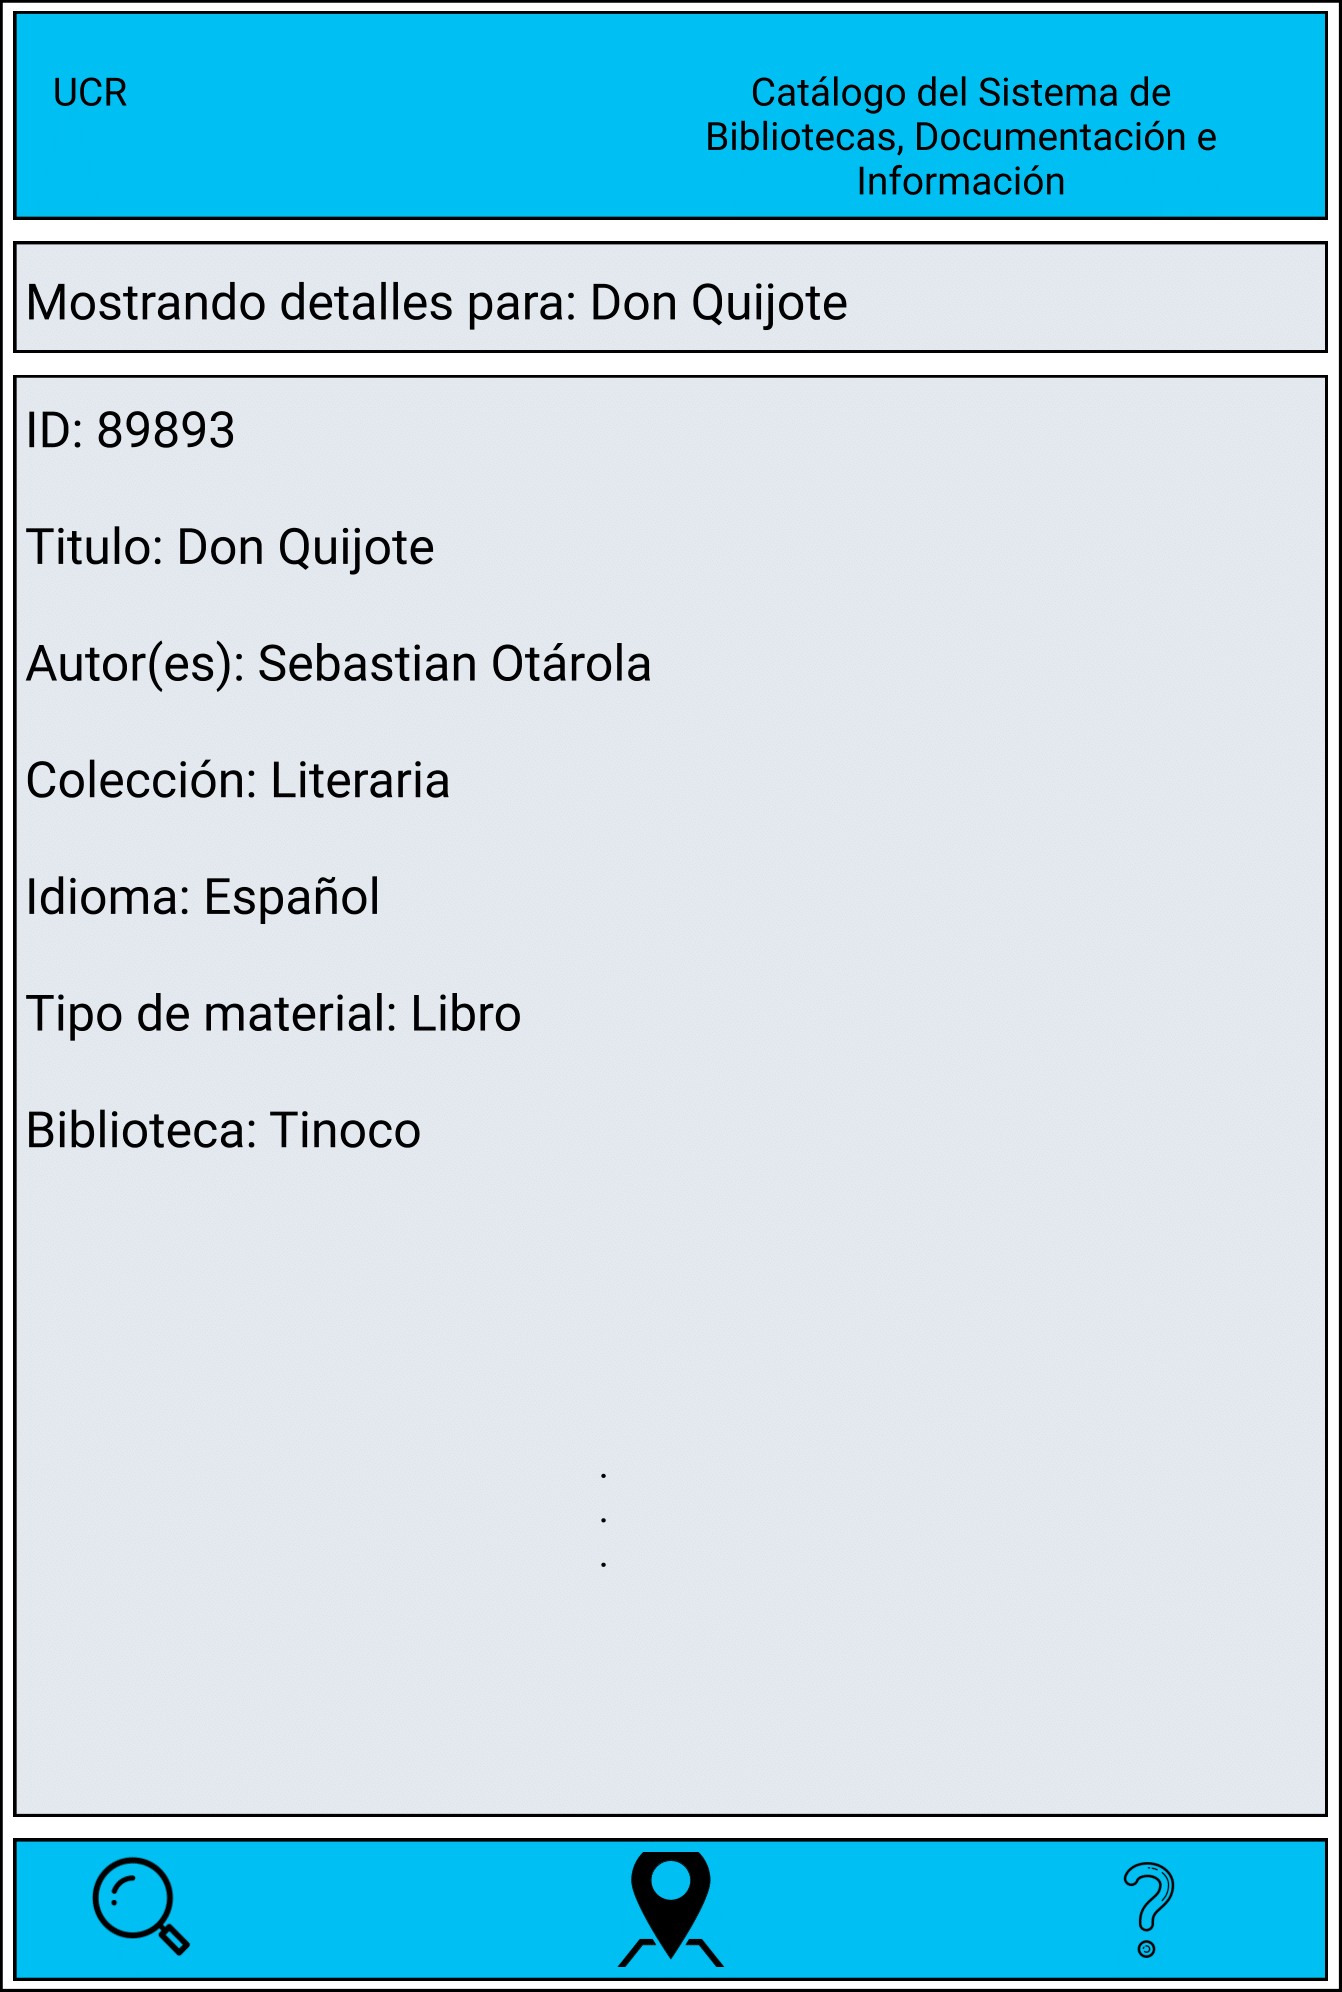 UCR
Catálogo del Sistema de
Bibliotecas, Documentación e
Información
Mostrando detalles para: Don Quijote
ID: 89893
Titulo: Don Quijote
Autor(es): Sebastian Otárola
Colección: Literaria
Idioma: Español
Tipo de material: Libro
Biblioteca: Tinoco
.
.
.